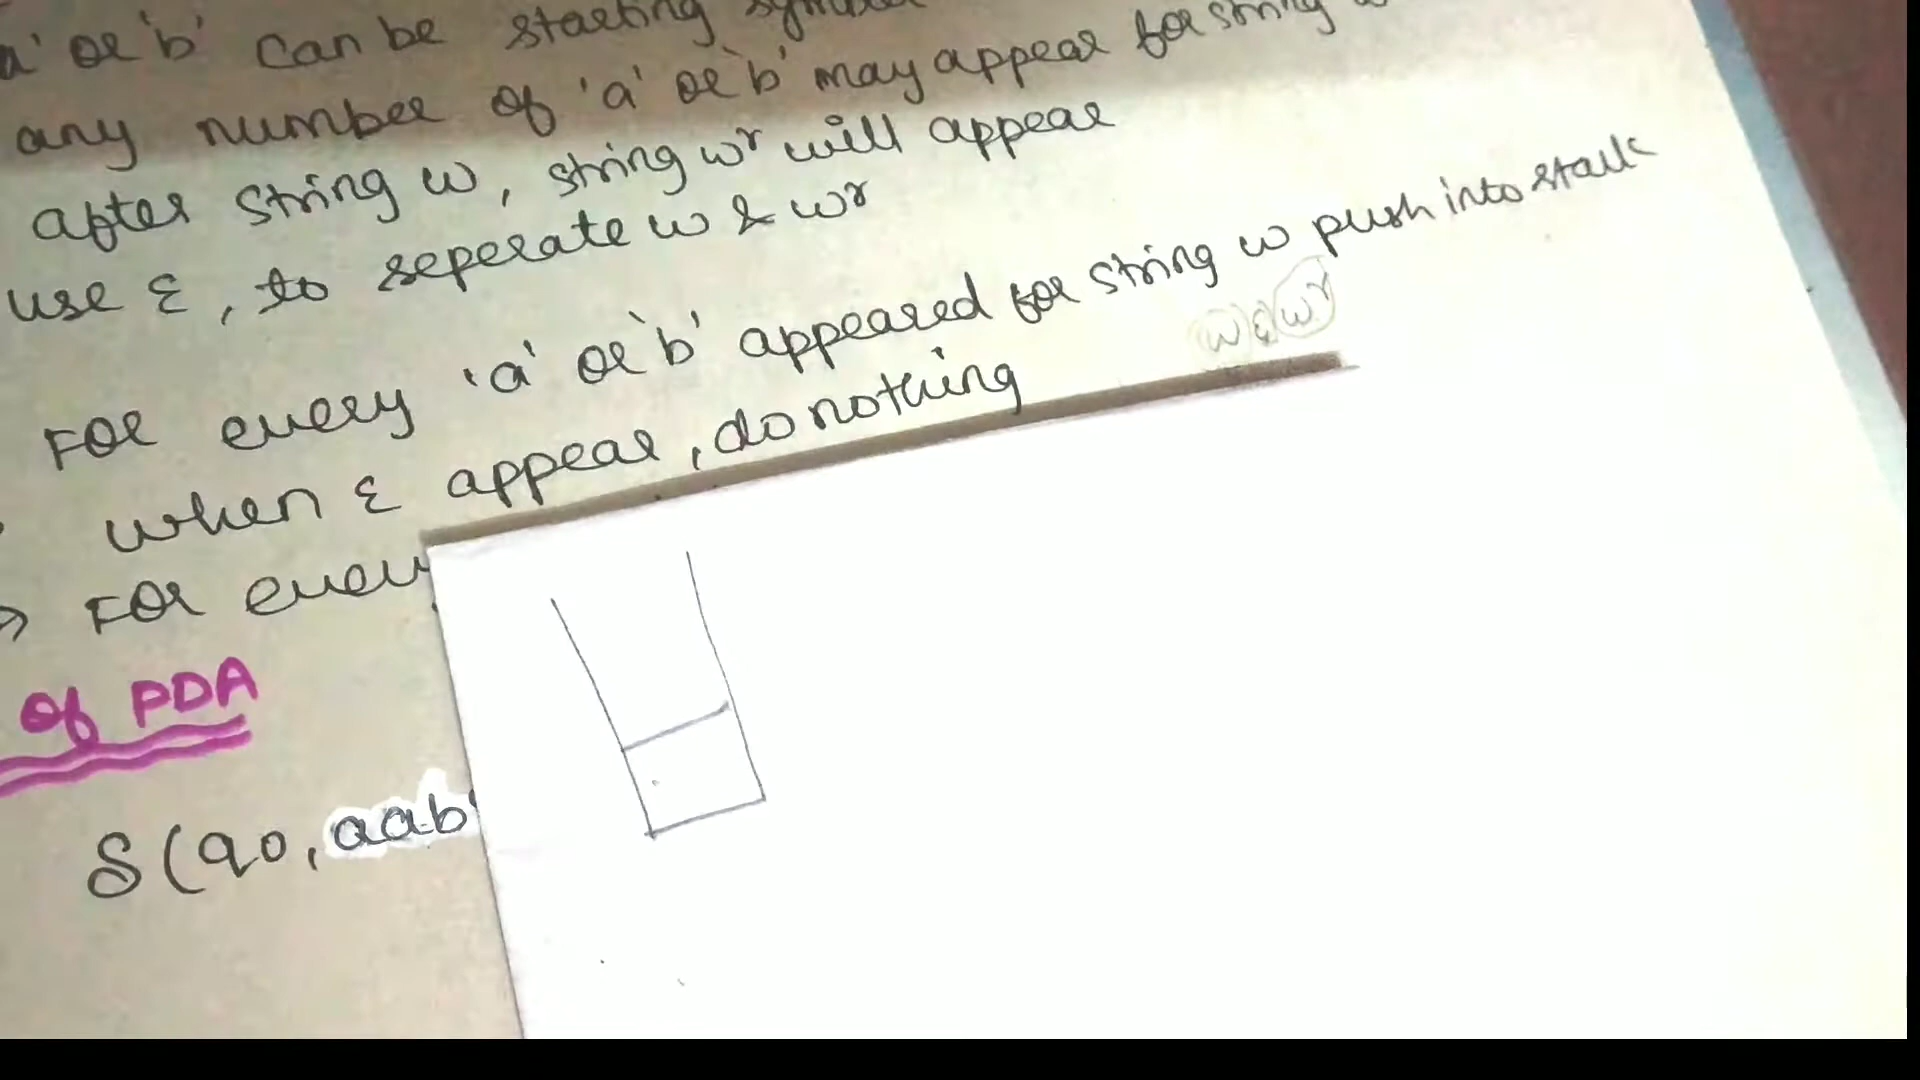 'a' or 'b' can be starting symbol
any number of 'a' or 'b' may appear for string w
after string w, string wʳ will appear
use ε, to seperate w & wʳ
For every 'a' or 'b' appeared for string w push into stack
w ε wʳ
when ε appear, do nothing
→ For every
of PDA
δ(q0, aab